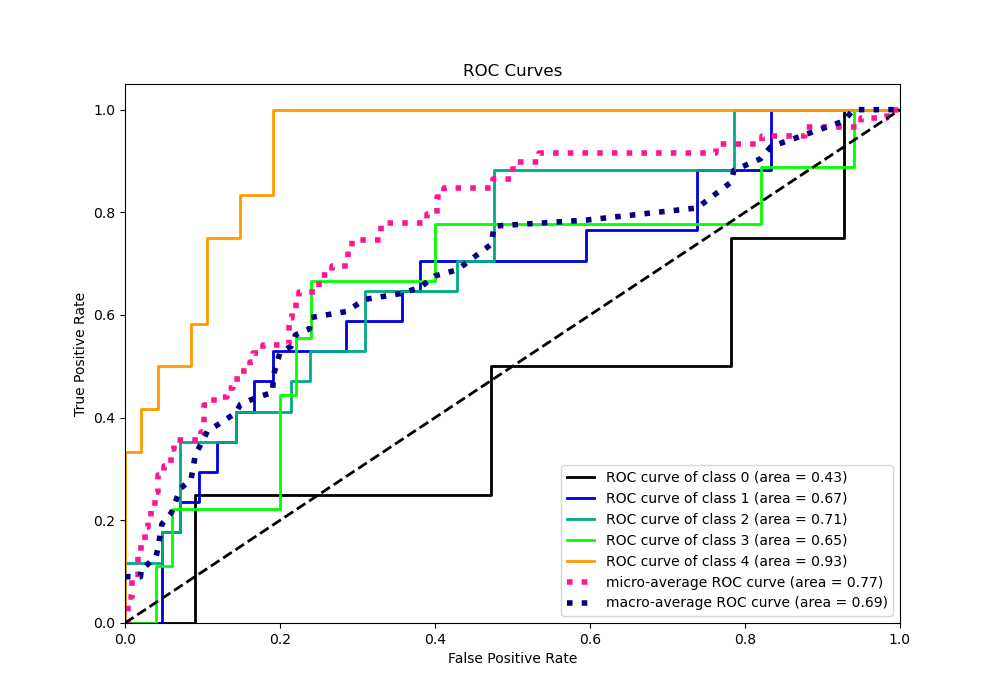 ROC Curves
True Positive Rate
1.0
0.8
0.6
0.4
0.2
0.0
0.0 0.2 0.4 0.6 0.8 1.0
False Positive Rate
ROC curve of class 0 (area = 0.43)
ROC curve of class 1 (area = 0.67)
ROC curve of class 2 (area = 0.71)
ROC curve of class 3 (area = 0.65)
ROC curve of class 4 (area = 0.93)
micro-average ROC curve (area = 0.77)
macro-average ROC curve (area = 0.69)